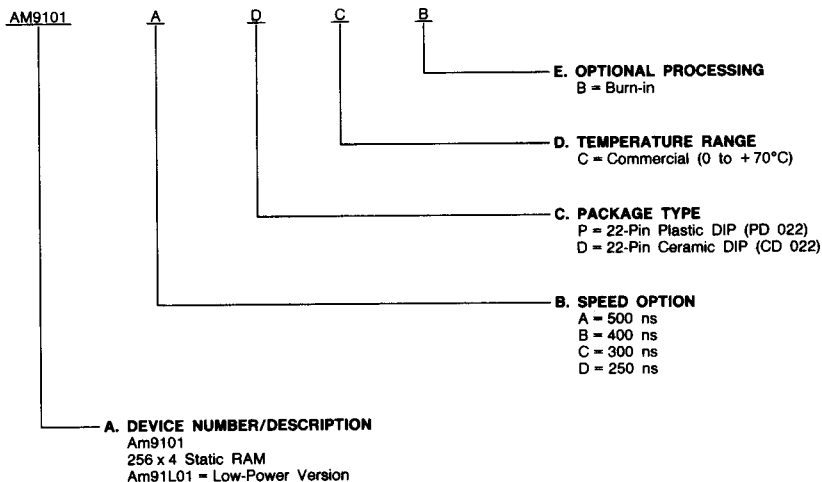 AM9101 A D C B
E. OPTIONAL PROCESSING
B = Burn-in
D. TEMPERATURE RANGE
C = Commercial (0 to +70°C)
C. PACKAGE TYPE
P = 22-Pin Plastic DIP (PD 022)
D = 22-Pin Ceramic DIP (CD 022)
B. SPEED OPTION
A = 500 ns
B = 400 ns
C = 300 ns
D = 250 ns
A. DEVICE NUMBER/DESCRIPTION
Am9101
256 x 4 Static RAM
Am91L01 = Low-Power Version